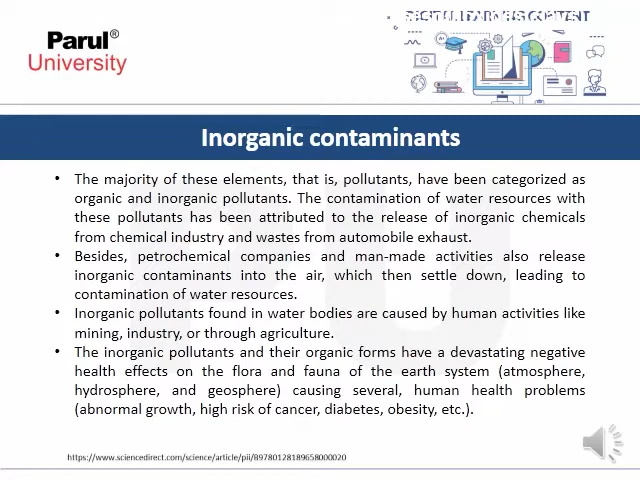 Parul®
University
Inorganic contaminants
• The majority of these elements, that is, pollutants, have been categorized as
organic and inorganic pollutants. The contamination of water resources with
these pollutants has been attributed to the release of inorganic chemicals
from chemical industry and wastes from automobile exhaust.
• Besides, petrochemical companies and man-made activities also release
inorganic contaminants into the air, which then settle down, leading to
contamination of water resources.
• Inorganic pollutants found in water bodies are caused by human activities like
mining, industry, or through agriculture.
• The inorganic pollutants and their organic forms have a devastating negative
health effects on the flora and fauna of the earth system (atmosphere,
hydrosphere, and geosphere) causing several, human health problems
(abnormal growth, high risk of cancer, diabetes, obesity, etc.).
https://www.sciencedirect.com/science/article/pii/B9780128189658000020